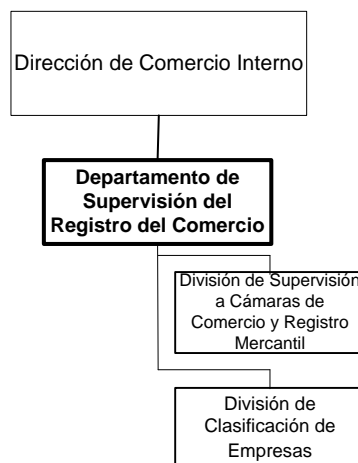 Dirección de Comercio Interno
Departamento de
Supervisión del
Registro del Comercio
División de Supervisión
a Cámaras de
Comercio y Registro
Mercantil
División de
Clasificación de
Empresas